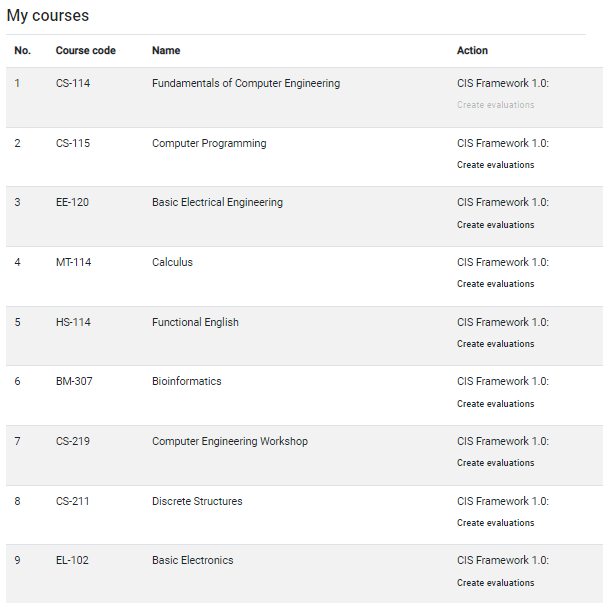 My courses
No. Course code Name Action
1 CS-114 Fundamentals of Computer Engineering CIS Framework 1.0:
Create evaluations
2 CS-115 Computer Programming CIS Framework 1.0:
Create evaluations
3 EE-120 Basic Electrical Engineering CIS Framework 1.0:
Create evaluations
4 MT-114 Calculus CIS Framework 1.0:
Create evaluations
5 HS-114 Functional English CIS Framework 1.0:
Create evaluations
6 BM-307 Bioinformatics CIS Framework 1.0:
Create evaluations
7 CS-219 Computer Engineering Workshop CIS Framework 1.0:
Create evaluations
8 CS-211 Discrete Structures CIS Framework 1.0:
Create evaluations
9 EL-102 Basic Electronics CIS Framework 1.0:
Create evaluations